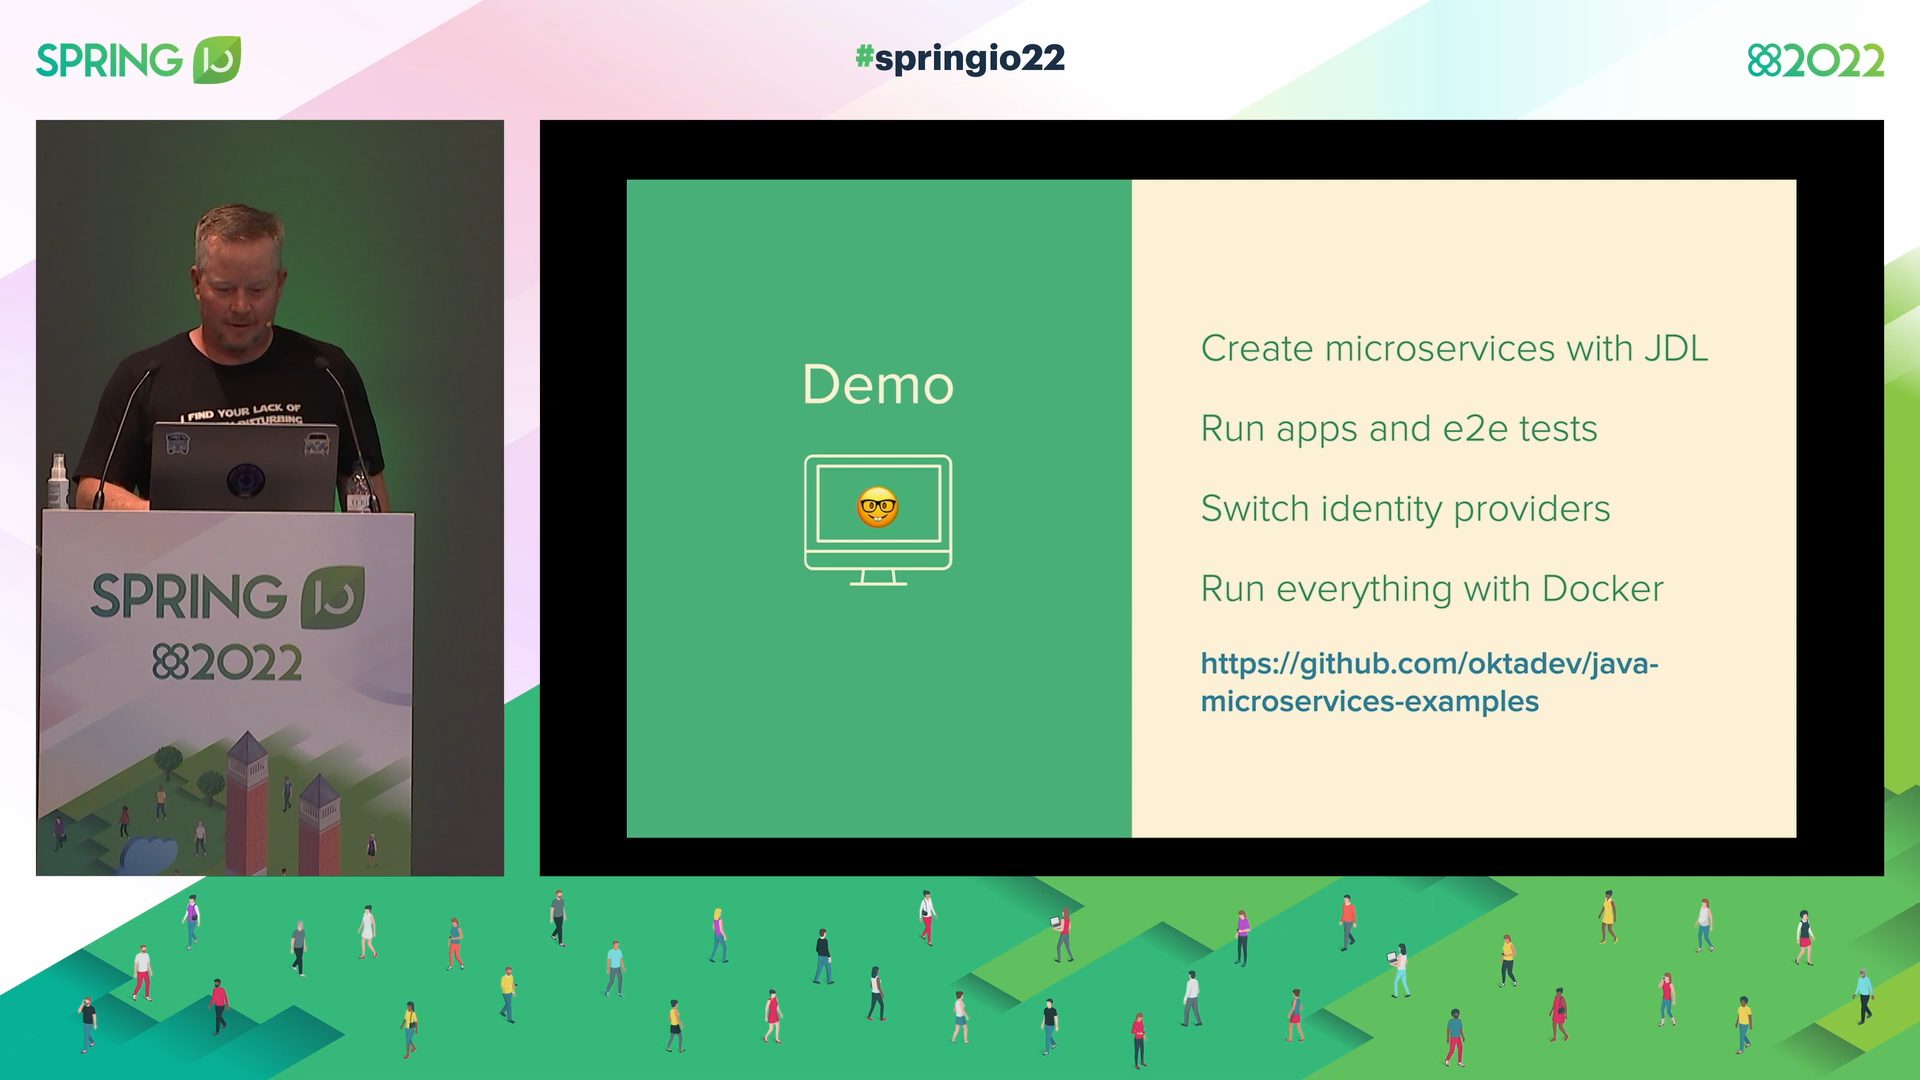 SPRING IO
#springio22
2022
I FIND YOUR LACK OF
DISTURBING
SPRING IO
2022
Demo
Create microservices with JDL
Run apps and e2e tests
Switch identity providers
Run everything with Docker
https://github.com/oktadev/java-
microservices-examples